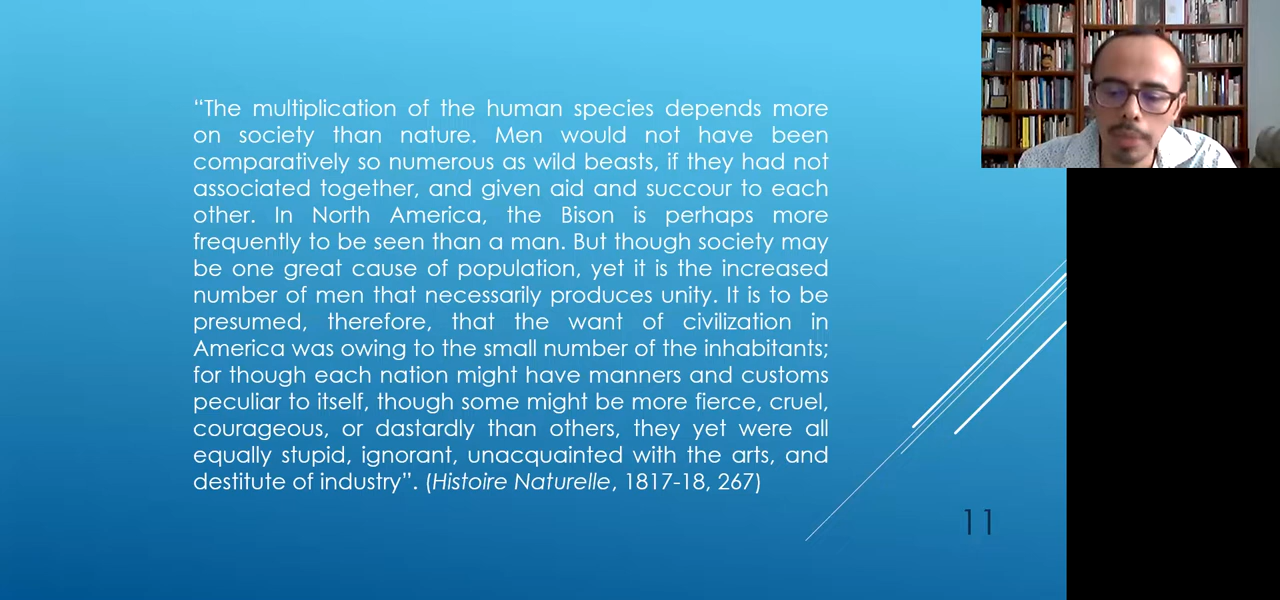 “The multiplication of the human species depends more
on society than nature. Men would not have been
comparatively so numerous as wild beasts, if they had not
associated together, and given aid and succour to each
other. In North America, the Bison is perhaps more
frequently to be seen than a man. But though society may
be one great cause of population, yet it is the increased
number of men that necessarily produces unity. It is to be
presumed, therefore, that the want of civilization in
America was owing to the small number of the inhabitants;
for though each nation might have manners and customs
peculiar to itself, though some might be more fierce, cruel,
courageous, or dastardly than others, they yet were all
equally stupid, ignorant, unacquainted with the arts, and
destitute of industry”. (Histoire Naturelle, 1817-18, 267)
11